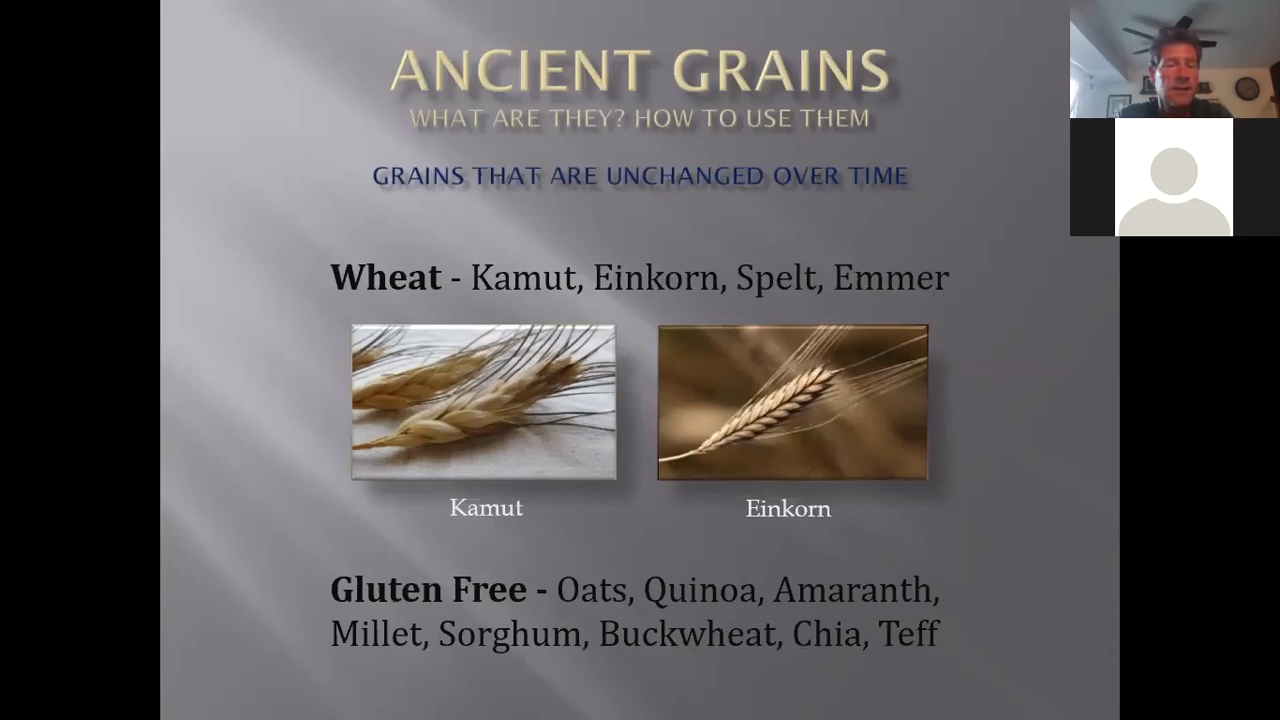 ANCIENT GRAINS
WHAT ARE THEY? HOW TO USE THEM
GRAINS THAT ARE UNCHANGED OVER TIME
Wheat - Kamut, Einkorn, Spelt, Emmer
Kamut
Einkorn
Gluten Free - Oats, Quinoa, Amaranth,
Millet, Sorghum, Buckwheat, Chia, Teff